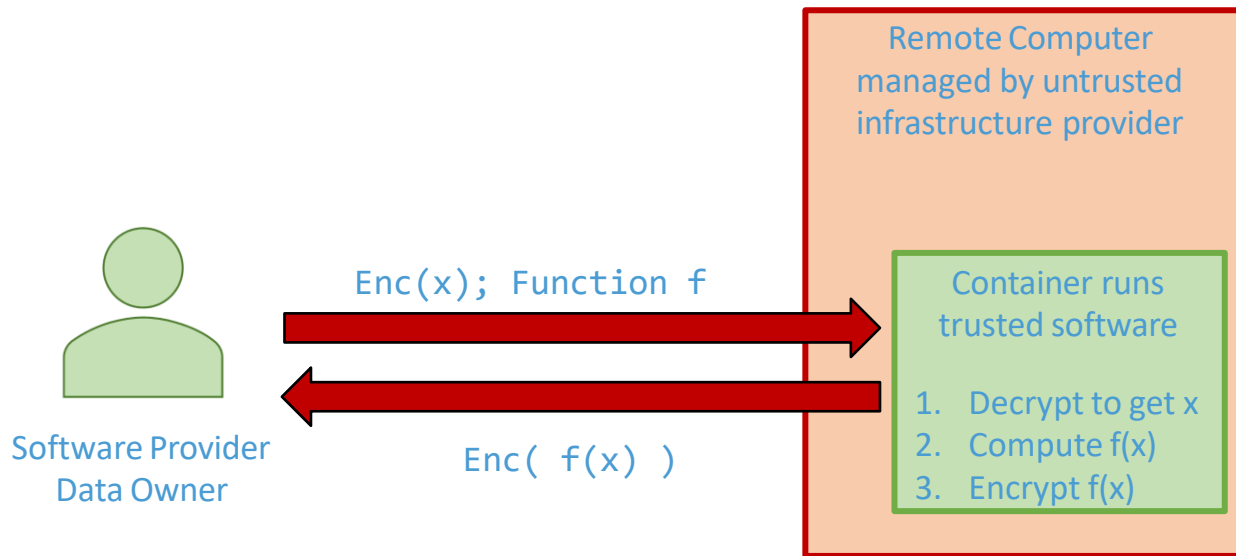 Remote Computer
managed by untrusted
infrastructure provider
Enc(x); Function f
Container runs
trusted software
1. Decrypt to get x
2. Compute f(x)
3. Encrypt f(x)
Software Provider
Data Owner
Enc( f(x) )